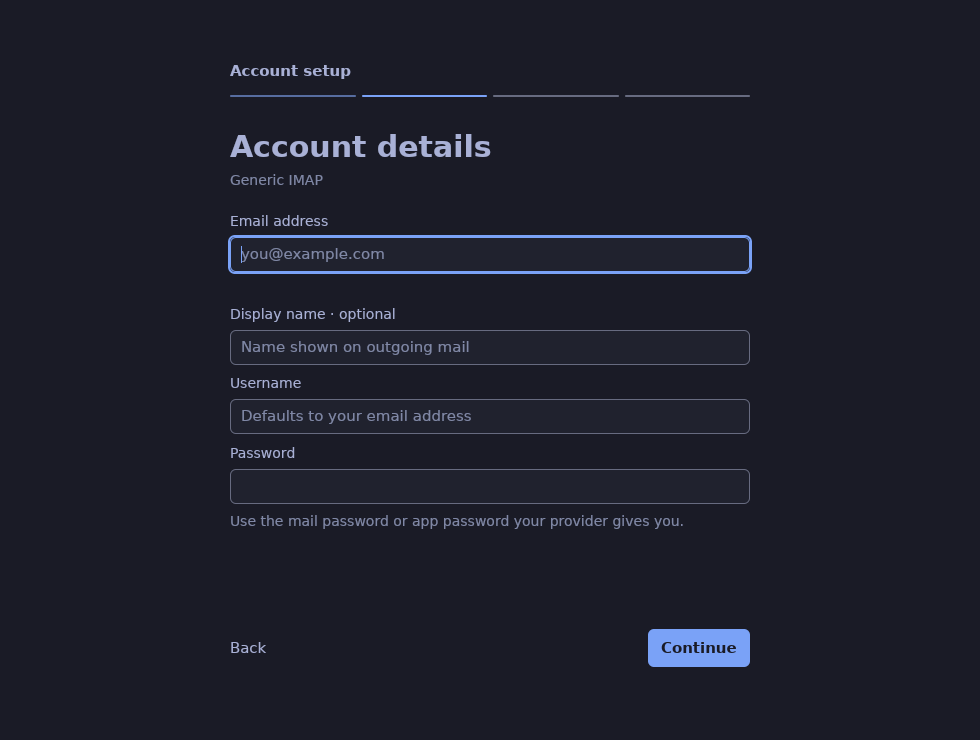 Account setup
Account details
Generic IMAP
Email address
you@example.com
Display name · optional
Name shown on outgoing mail
Username
Defaults to your email address
Password
Use the mail password or app password your provider gives you.
Back
Continue